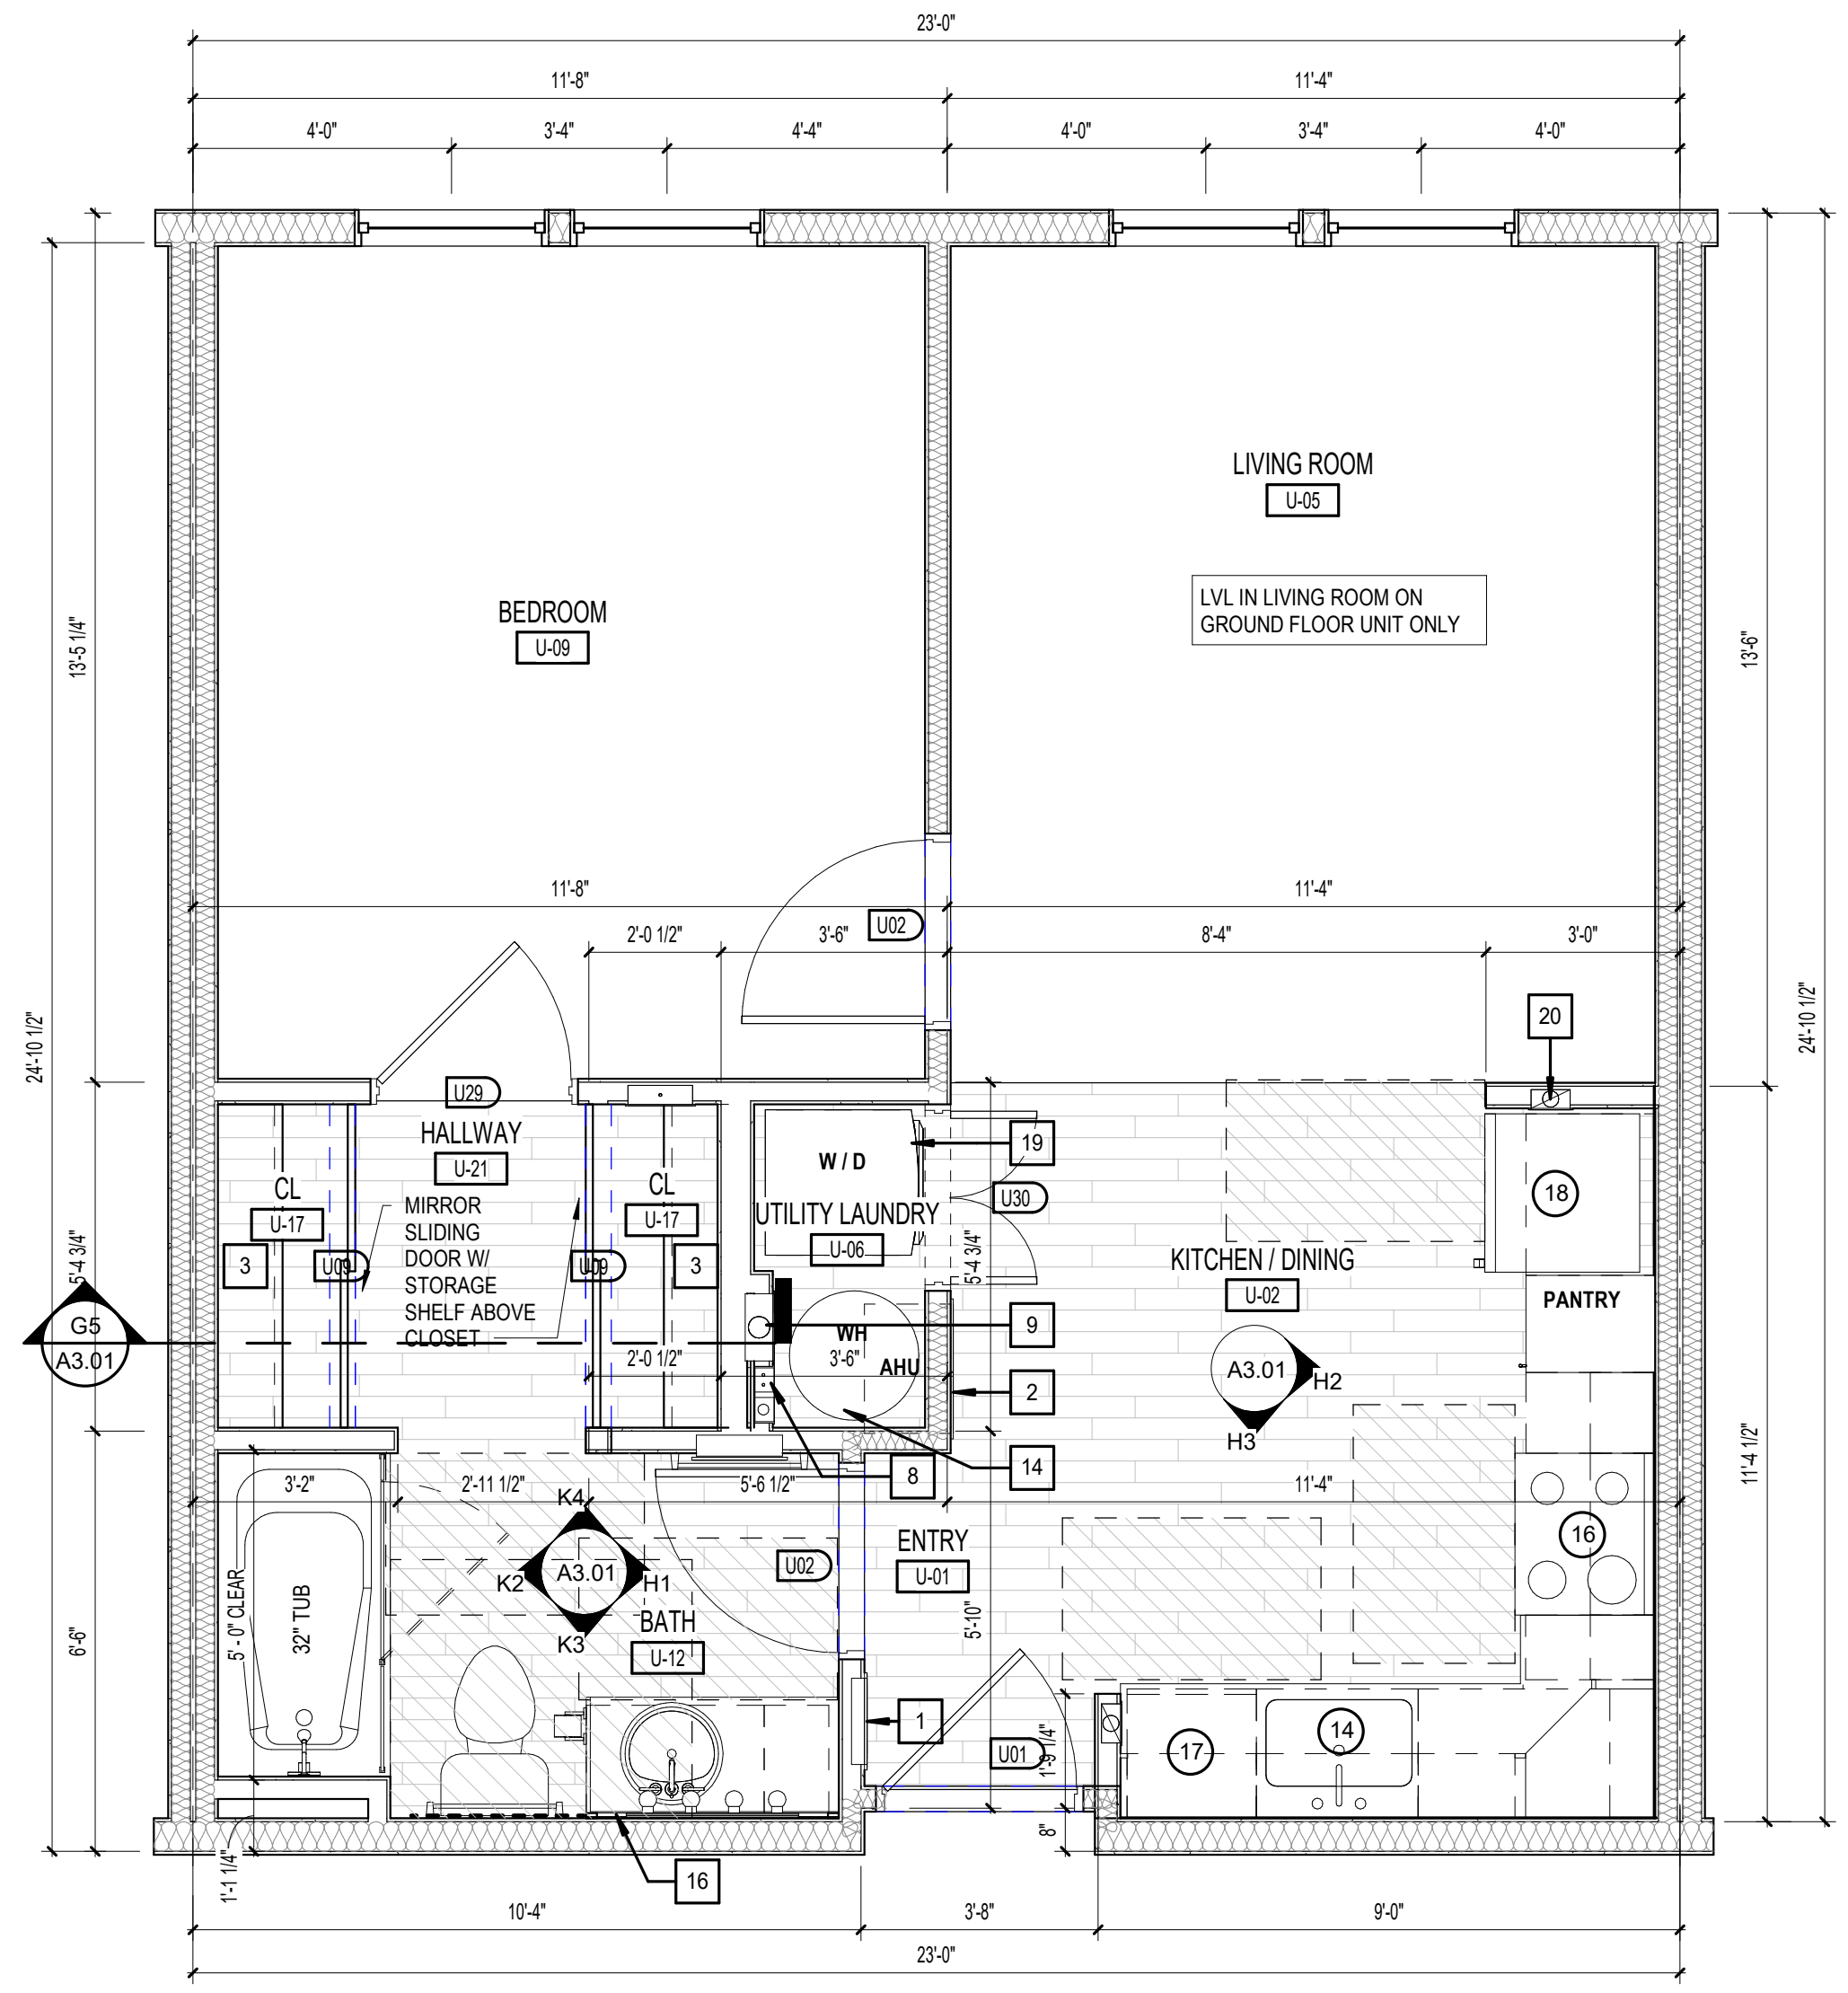 23'-0"
11'-8"
11'-4"
4'-0"
3'-4"
4'-4"
4'-0"
3'-4"
4'-0"
LIVING ROOM
U-05
LVL IN LIVING ROOM ON
GROUND FLOOR UNIT ONLY
BEDROOM
U-09
13'-5 1/4"
13'-6"
24'-10 1/2"
24'-10 1/2"
11'-8"
11'-4"
U02
2'-0 1/2"
3'-6"
8'-4"
3'-0"
20
U29
HALLWAY
U-21
CL
U-17
CL
U-17
W / D
19
U30
18
UTILITY LAUNDRY
U-06
MIRROR
SLIDING
DOOR W/
STORAGE
SHELF ABOVE
CLOSET
3
U09
U09
3
5'-4 3/4"
5'-4 3/4"
KITCHEN / DINING
U-02
PANTRY
G5
A3.01
9
WH
3'-6"
AHU
2'-0 1/2"
2
A3.01
H2
H3
8
14
11'-4 1/2"
3'-2"
2'-11 1/2"
5'-6 1/2"
11'-4"
K4
K2
A3.01
H1
K3
U02
ENTRY
U-01
16
5' - 0" CLEAR
32" TUB
6'-6"
BATH
U-12
5'-10"
1
U01
1'-9 1/4"
17
14
8"
1'-1 1/4"
16
10'-4"
3'-8"
9'-0"
23'-0"